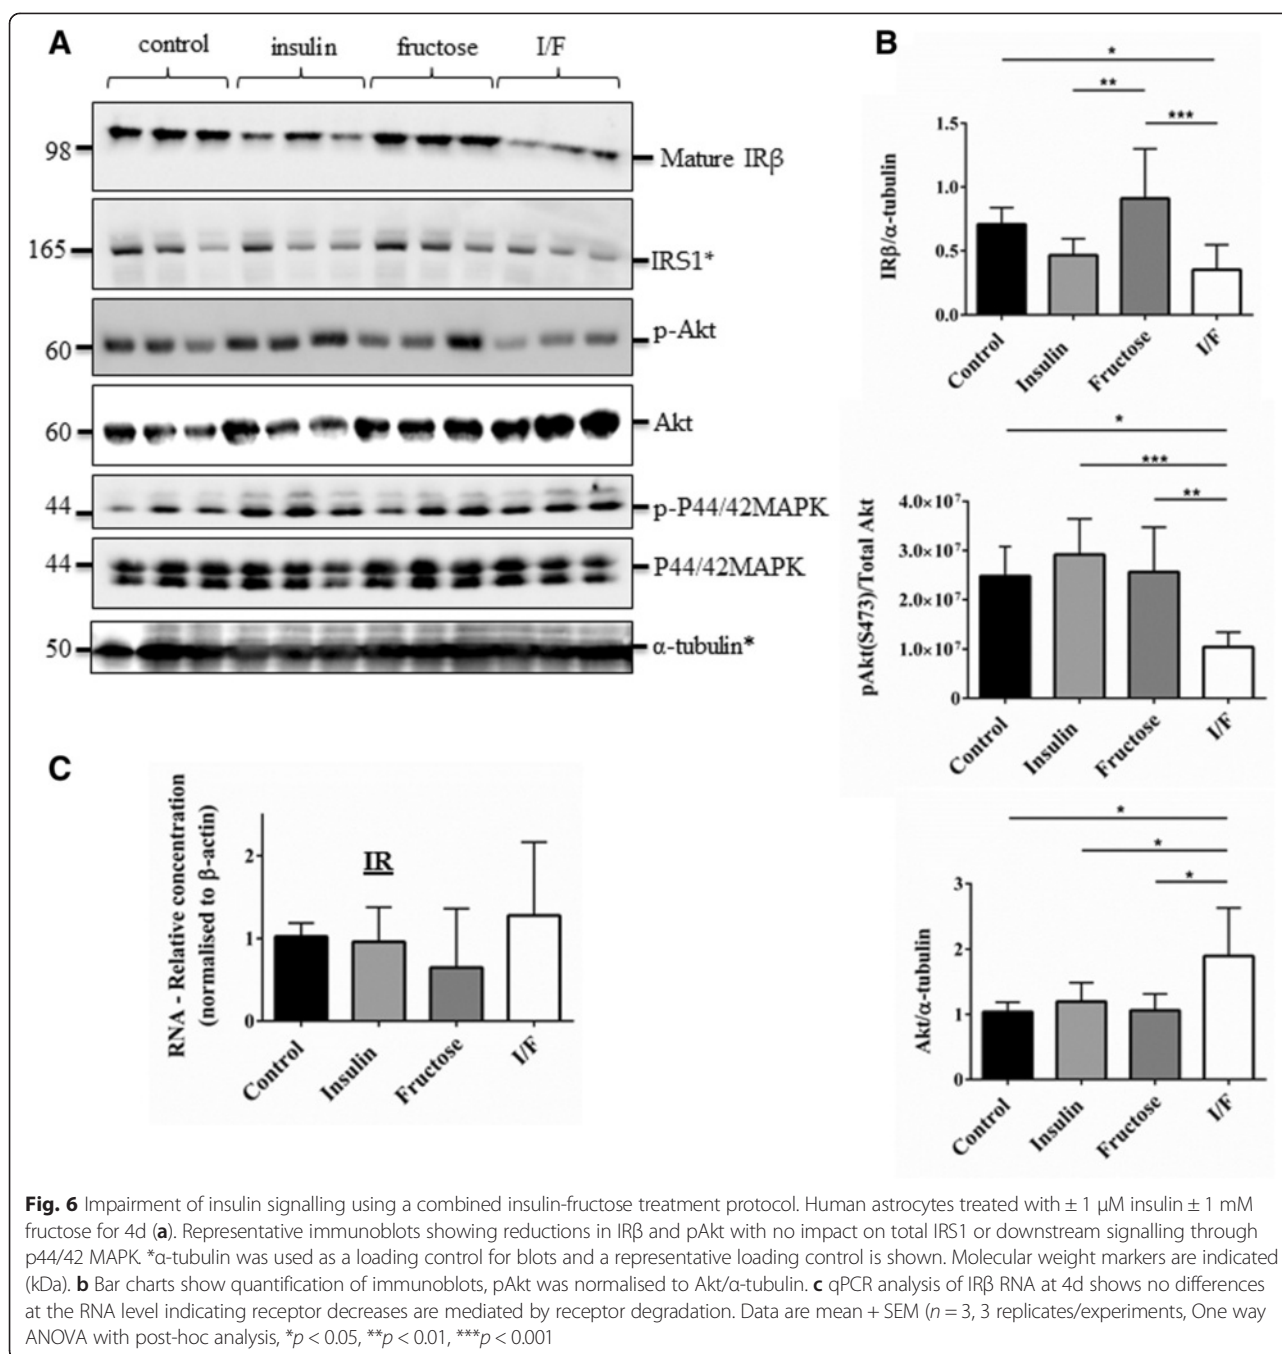 A
control insulin fructose I/F
98
Mature IRβ
165
IRS1*
60
p-Akt
60
Akt
44
p-P44/42MAPK
44
P44/42MAPK
50
α-tubulin*
B
*
**
***
IRβ/α-tubulin
1.5
1.0
0.5
0.0
Control Insulin Fructose I/F
*
***
**
pAkt(S473)/Total Akt
4.0×10⁷
3.0×10⁷
2.0×10⁷
1.0×10⁷
0
Control Insulin Fructose I/F
*
*
*
Akt/α-tubulin
3
2
1
0
Control Insulin Fructose I/F
C
RNA - Relative concentration
(normalised to β-actin)
IR
2
1
0
Control Insulin Fructose I/F
Fig. 6 Impairment of insulin signalling using a combined insulin-fructose treatment protocol. Human astrocytes treated with ± 1 μM insulin ± 1 mM
fructose for 4d (a). Representative immunoblots showing reductions in IRβ and pAkt with no impact on total IRS1 or downstream signalling through
p44/42 MAPK. *α-tubulin was used as a loading control for blots and a representative loading control is shown. Molecular weight markers are indicated
(kDa). b Bar charts show quantification of immunoblots, pAkt was normalised to Akt/α-tubulin. c qPCR analysis of IRβ RNA at 4d shows no differences
at the RNA level indicating receptor decreases are mediated by receptor degradation. Data are mean + SEM (n = 3, 3 replicates/experiments, One way
ANOVA with post-hoc analysis, *p < 0.05, **p < 0.01, ***p < 0.001